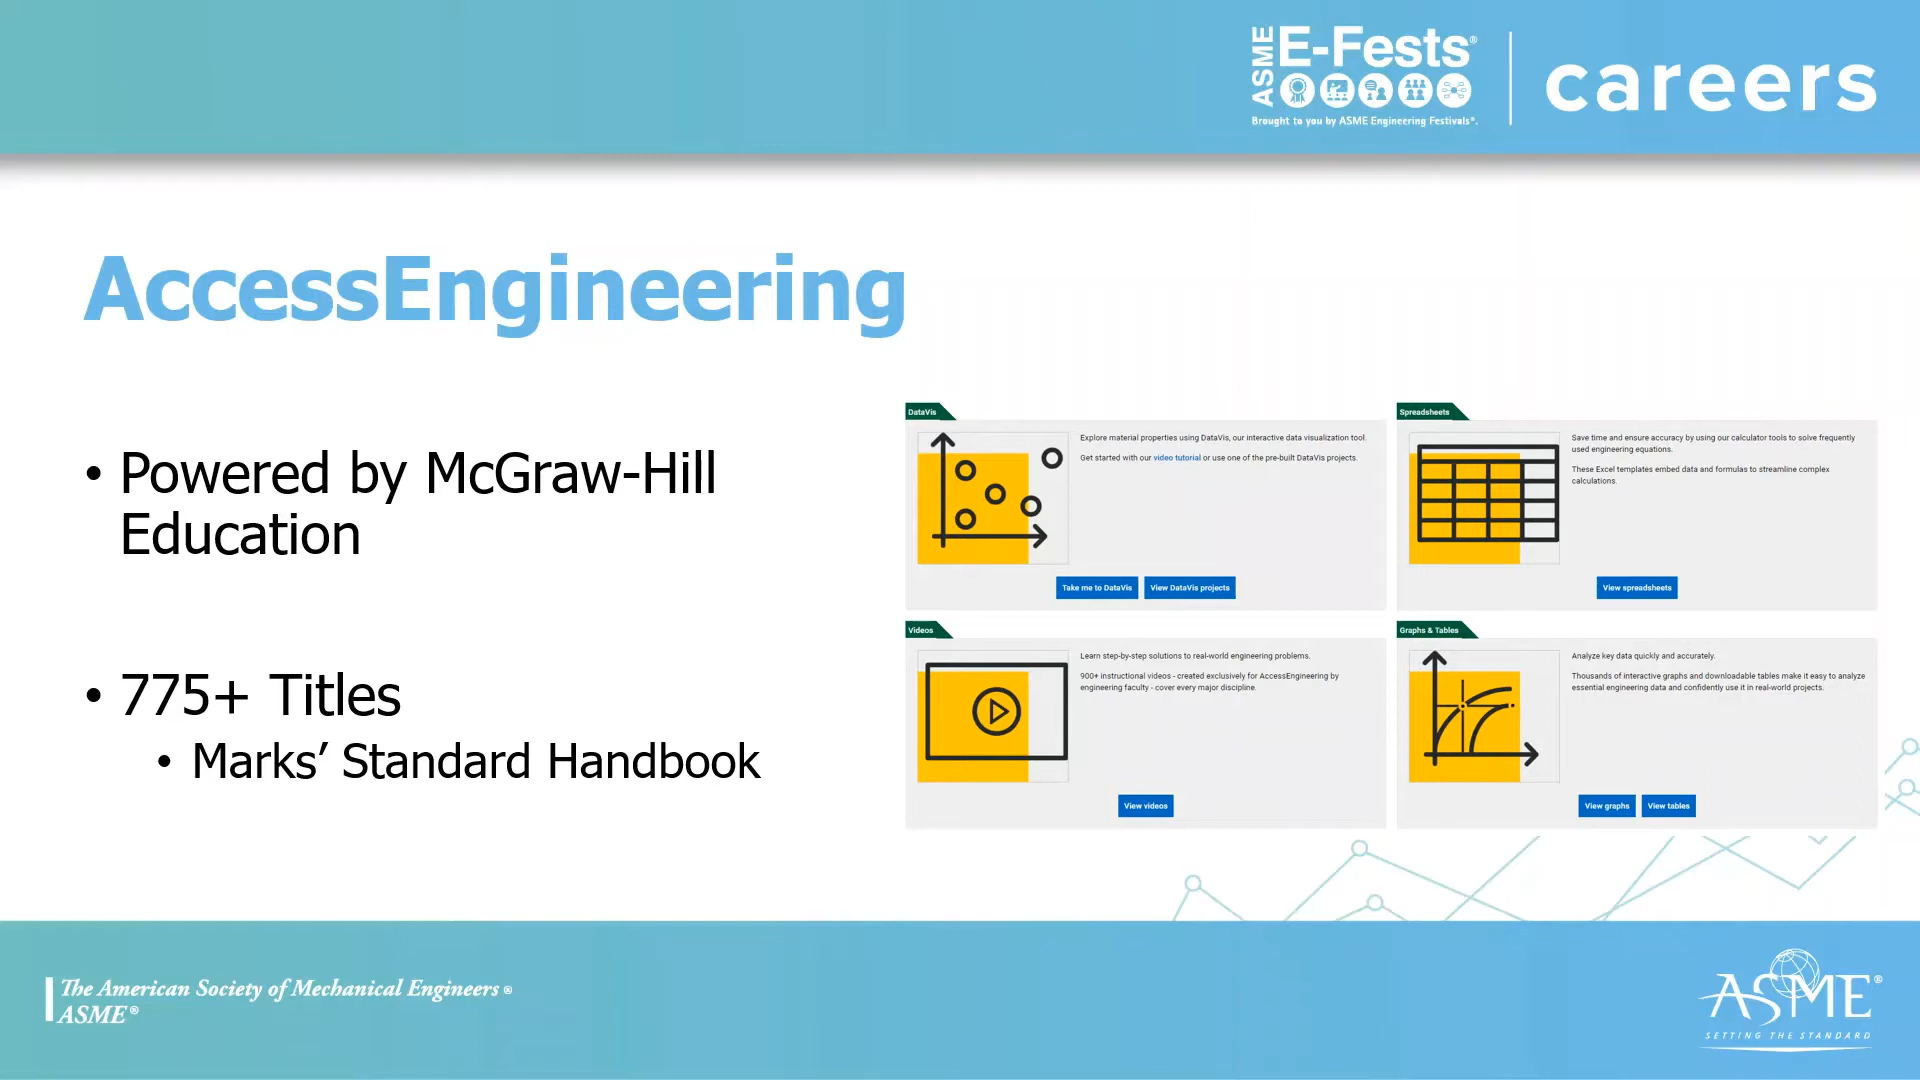 ASME E-Fests®
Brought to you by ASME Engineering Festivals®.
careers
AccessEngineering
• Powered by McGraw-Hill
Education
• 775+ Titles
• Marks’ Standard Handbook
DataVis
Explore material properties using DataVis, our interactive data visualization tool.
Get started with our video tutorial or use one of the pre-built DataVis projects.
Take me to DataVis
View DataVis projects
Spreadsheets
Save time and ensure accuracy by using our calculator tools to solve frequently
used engineering equations.
These Excel templates embed data and formulas to streamline complex
calculations.
View spreadsheets
Videos
Learn step-by-step solutions to real-world engineering problems.
900+ instructional videos - created exclusively for AccessEngineering by
engineering faculty - cover every major discipline.
View videos
Graphs & Tables
Analyze key data quickly and accurately.
Thousands of interactive graphs and downloadable tables make it easy to analyze
essential engineering data and confidently use it in real-world projects.
View graphs
View tables
The American Society of Mechanical Engineers ®
ASME®
ASME®
SETTING THE STANDARD